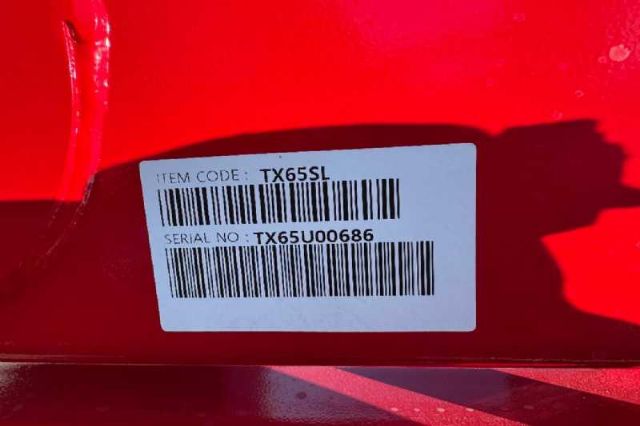 ITEM CODE : TX65SL
SERIAL NO : TX65U00686